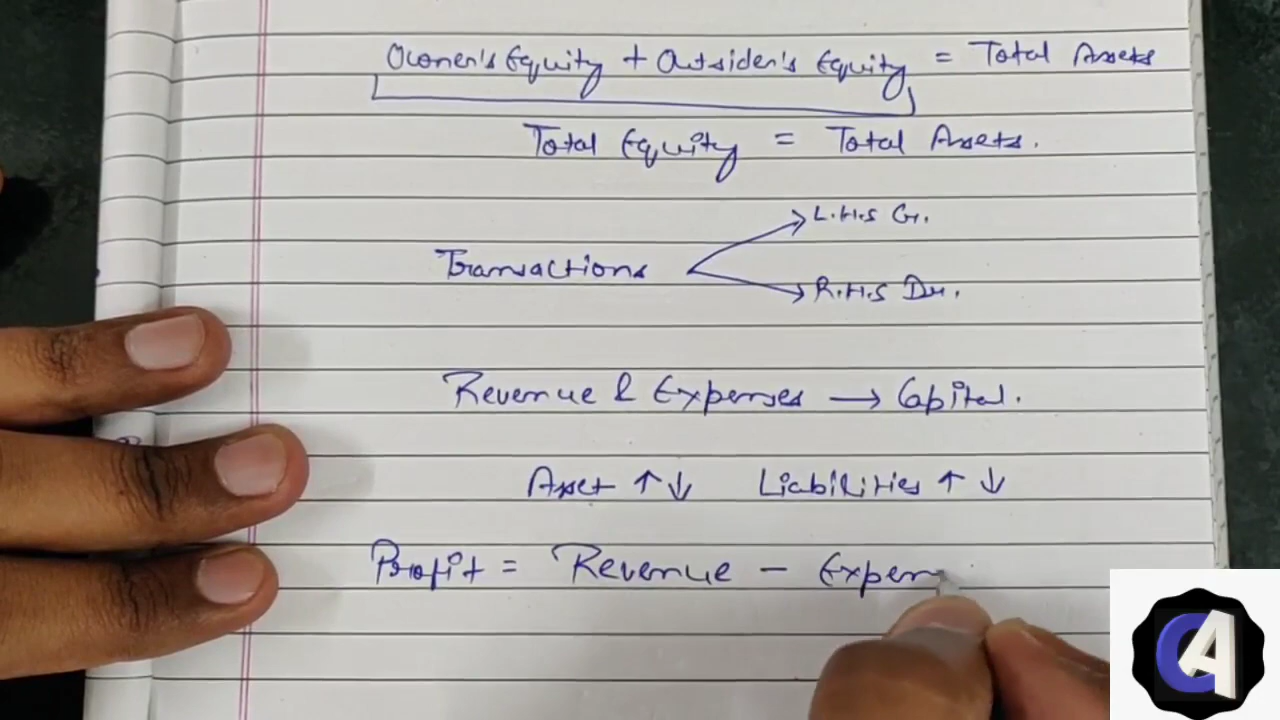 Owner's Equity + Outsider's Equity = Total Assets
Total Equity = Total Assets.
L.H.S Cr.
Transactions
R.H.S Dr.
Revenue & Expenses → Capital.
Asset ↑ ↓ Liabilities ↑ ↓
Profit = Revenue - Expen
CA